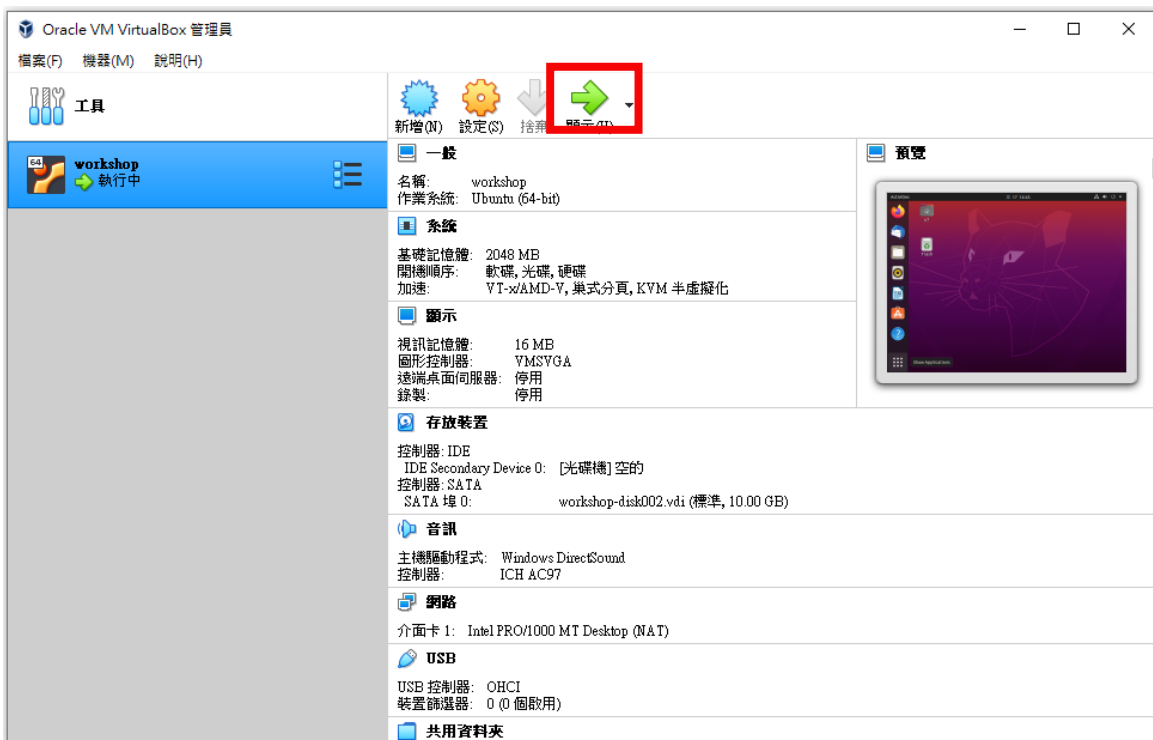 Oracle VM VirtualBox 管理員
檔案(F) 機器(M) 說明(H)
工具
新增(N) 設定(S) 捨棄 顯示(H)
64
workshop
執行中
一般
名稱: workshop
作業系統: Ubuntu (64-bit)
預覽
系統
基礎記憶體: 2048 MB
開機順序: 軟碟, 光碟, 硬碟
加速: VT-x/AMD-V, 巢式分頁, KVM 半虛擬化
顯示
視訊記憶體: 16 MB
圖形控制器: VMSVGA
遠端桌面伺服器: 停用
錄製: 停用
存放裝置
控制器: IDE
IDE Secondary Device 0: [光碟機] 空的
控制器: SATA
SATA 埠 0: workshop-disk002.vdi (標準, 10.00 GB)
音訊
主機驅動程式: Windows DirectSound
控制器: ICH AC97
網路
介面卡 1: Intel PRO/1000 MT Desktop (NAT)
USB
USB 控制器: OHCI
裝置篩選器: 0 (0 個啟用)
共用資料夾